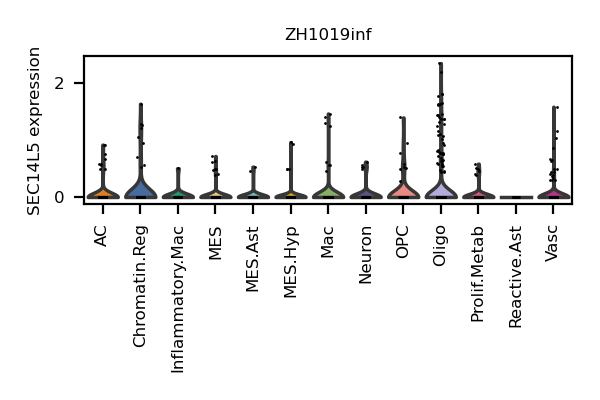 ZH1019inf
SEC14L5 expression
2
0
AC
Chromatin.Reg
Inflammatory.Mac
MES
MES.Ast
MES.Hyp
Mac
Neuron
OPC
Oligo
Prolif.Metab
Reactive.Ast
Vasc